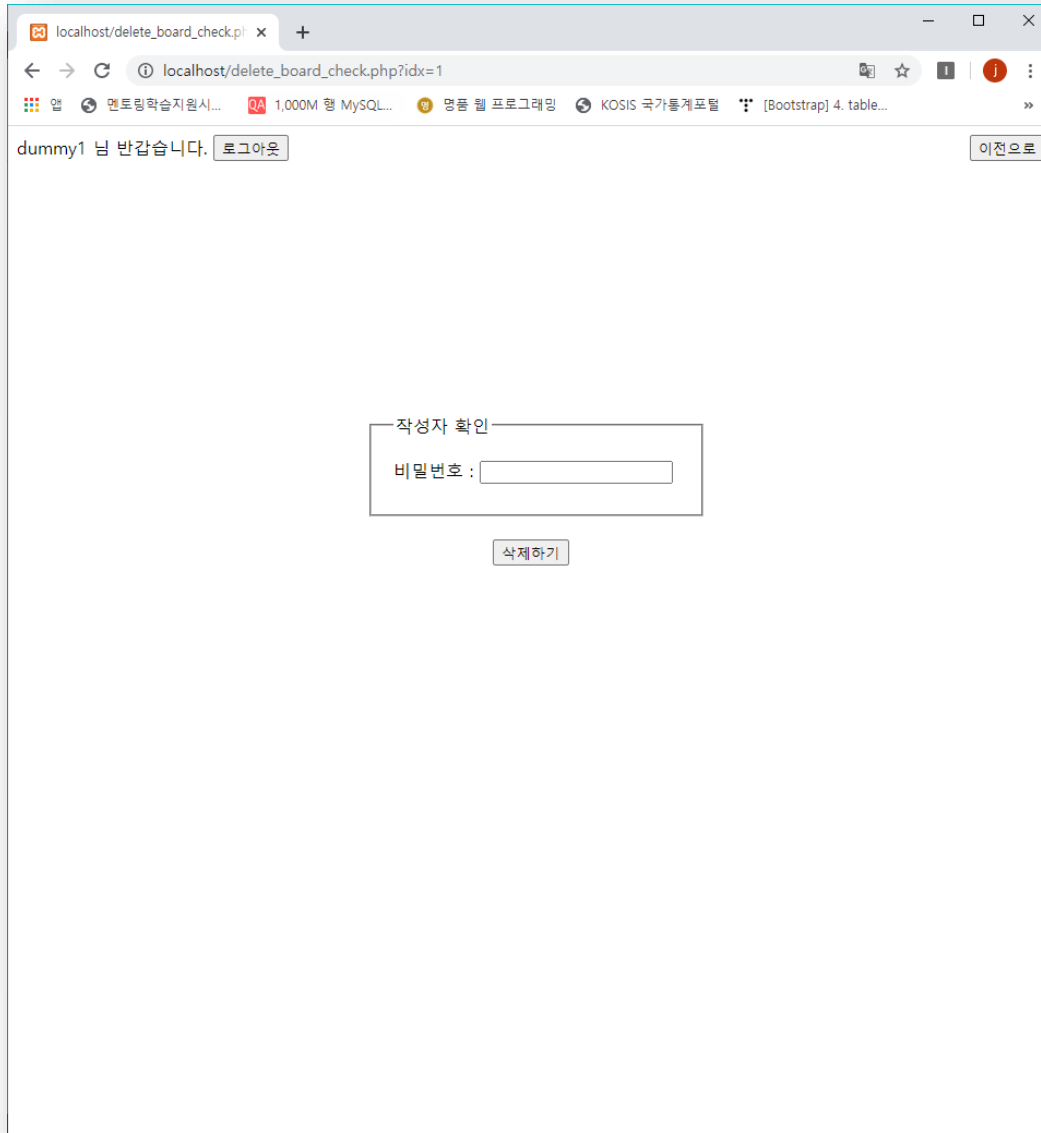 localhost/delete_board_check.ph
localhost/delete_board_check.php?idx=1
앱 멘토링학습지원시... QA 1,000M 행 MySQL... 명품 웹 프로그래밍 KOSIS 국가통계포털 [Bootstrap] 4. table... »
dummy1 님 반갑습니다. 로그아웃 이전으로
작성자 확인
비밀번호 :
삭제하기